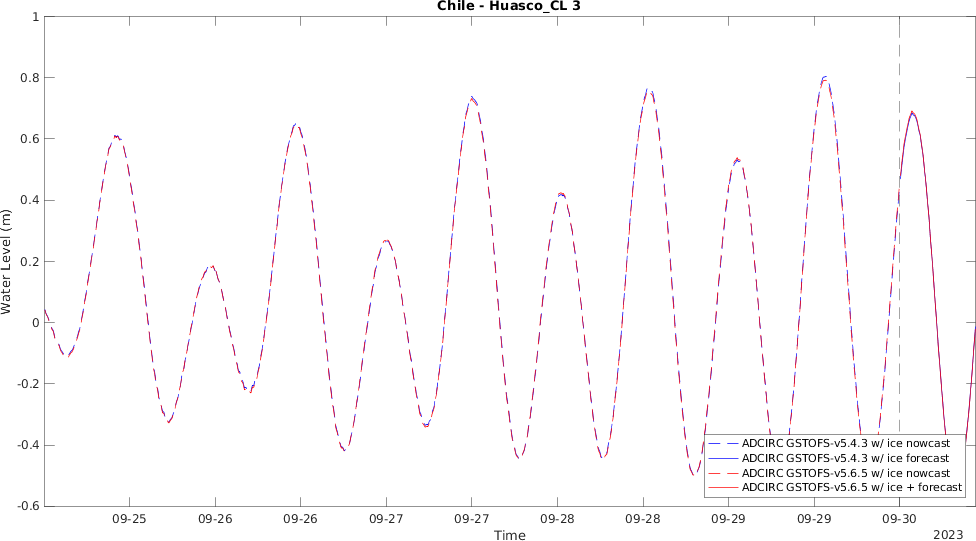 Chile - Huasco_CL 3
1
0.8
0.6
0.4
0.2
0
-0.2
-0.4
-0.6
Water Level (m)
ADCIRC GSTOFS-v5.4.3 w/ ice nowcast
ADCIRC GSTOFS-v5.4.3 w/ ice forecast
ADCIRC GSTOFS-v5.6.5 w/ ice nowcast
ADCIRC GSTOFS-v5.6.5 w/ ice + forecast
09-25 09-26 09-26 09-27 09-27 09-28 09-28 09-29 09-29 09-30
Time
2023